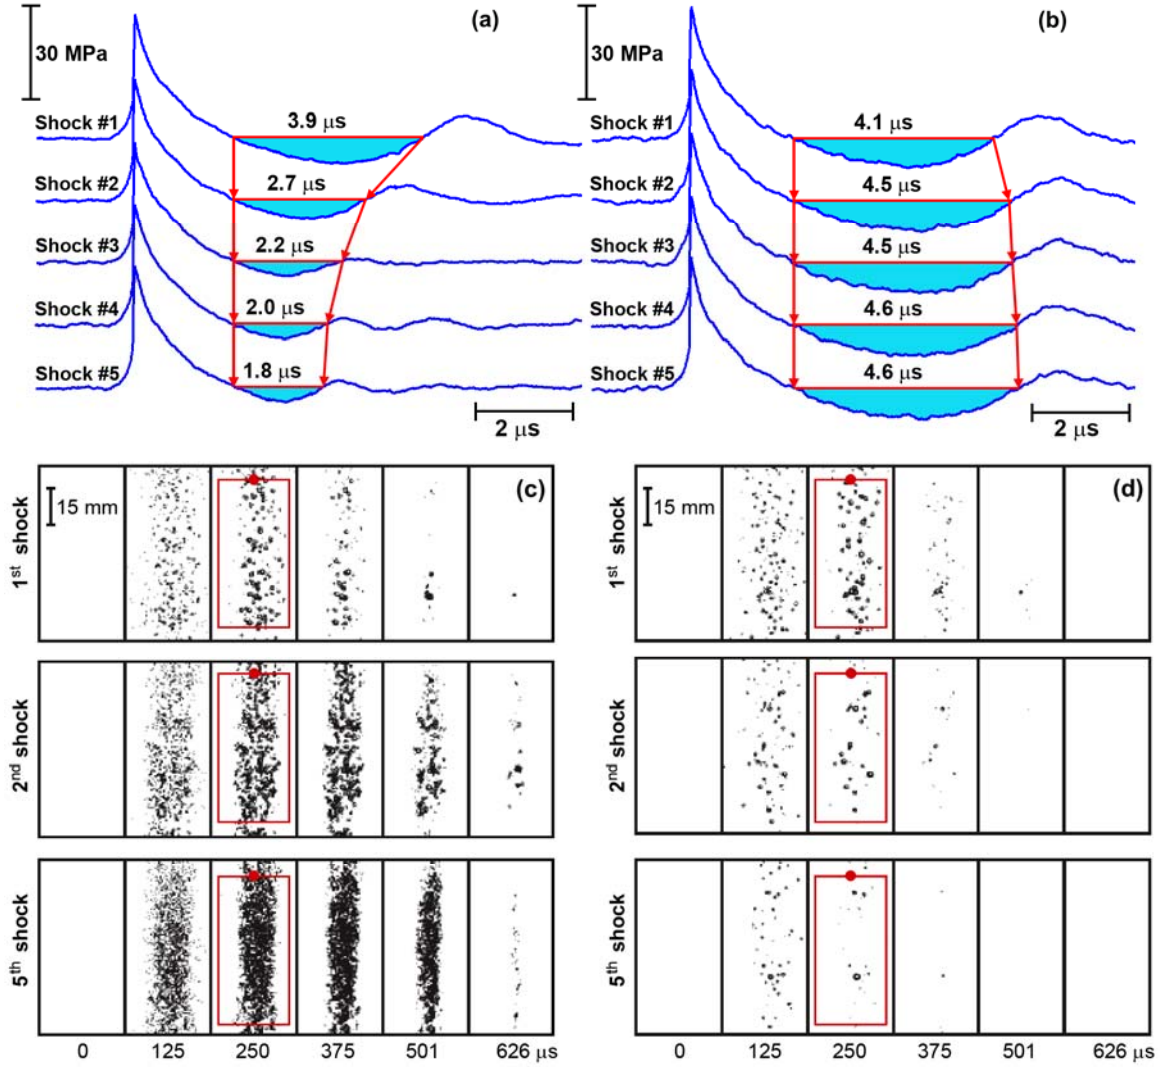 (a)
30 MPa
Shock #1
3.9 μs
Shock #2
2.7 μs
Shock #3
2.2 μs
Shock #4
2.0 μs
Shock #5
1.8 μs
2 μs
(b)
30 MPa
Shock #1
4.1 μs
Shock #2
4.5 μs
Shock #3
4.5 μs
Shock #4
4.6 μs
Shock #5
4.6 μs
2 μs
(c)
15 mm
1st shock
2nd shock
5th shock
0 125 250 375 501 626 μs
(d)
15 mm
1st shock
2nd shock
5th shock
0 125 250 375 501 626 μs